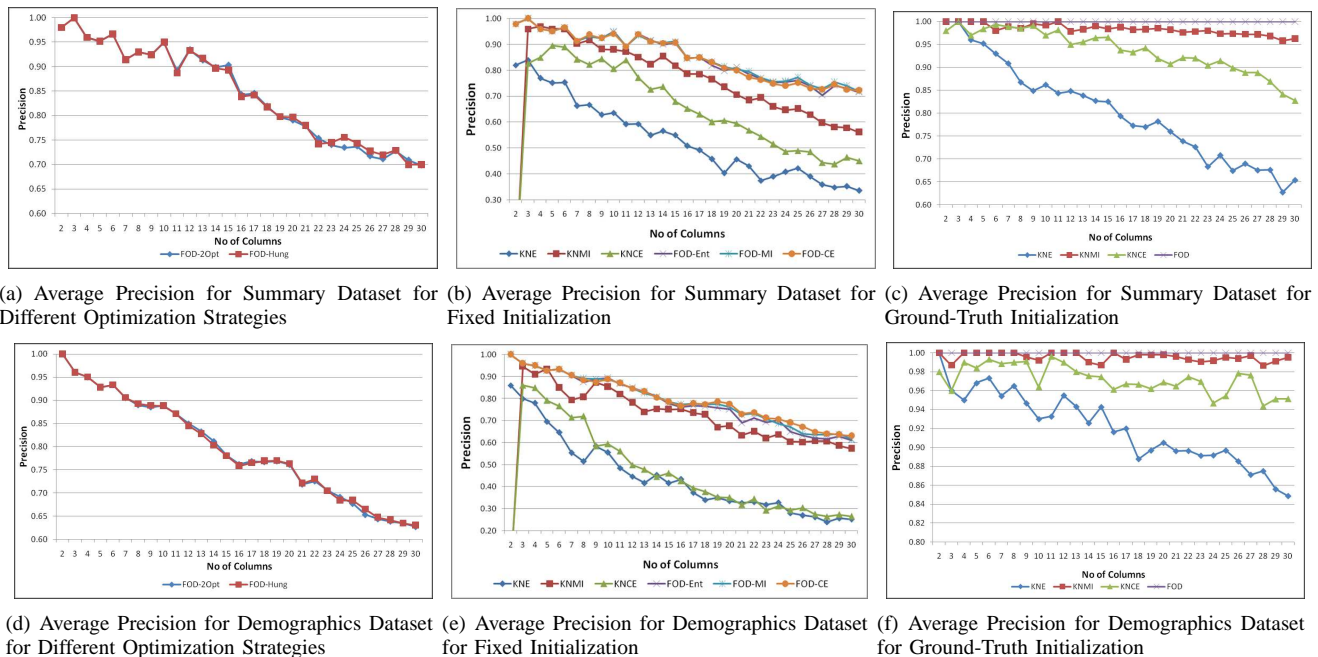 1.00
0.95
0.90
0.85
0.80
0.75
0.70
0.65
0.60
Precision
2 3 4 5 6 7 8 9 10 11 12 13 14 15 16 17 18 19 20 21 22 23 24 25 26 27 28 29 30
No of Columns
FOD-2Opt FOD-Hung
(a) Average Precision for Summary Dataset for
Different Optimization Strategies
1.00
0.90
0.80
0.70
0.60
0.50
0.40
0.30
Precision
2 3 4 5 6 7 8 9 10 11 12 13 14 15 16 17 18 19 20 21 22 23 24 25 26 27 28 29 30
No of Columns
KNE KNMI KNCE FOD-Ent FOD-MI FOD-CE
(b) Average Precision for Summary Dataset for
Fixed Initialization
1.00
0.95
0.90
0.85
0.80
0.75
0.70
0.65
0.60
Precision
2 3 4 5 6 7 8 9 10 11 12 13 14 15 16 17 18 19 20 21 22 23 24 25 26 27 28 29 30
No of Columns
KNE KNMI KNCE FOD
(c) Average Precision for Summary Dataset for
Ground-Truth Initialization
1.00
0.95
0.90
0.85
0.80
0.75
0.70
0.65
0.60
Precision
2 3 4 5 6 7 8 9 10 11 12 13 14 15 16 17 18 19 20 21 22 23 24 25 26 27 28 29 30
No of Columns
FOD-2Opt FOD-Hung
(d) Average Precision for Demographics Dataset
for Different Optimization Strategies
1.00
0.90
0.80
0.70
0.60
0.50
0.40
0.30
0.20
Precision
2 3 4 5 6 7 8 9 10 11 12 13 14 15 16 17 18 19 20 21 22 23 24 25 26 27 28 29 30
No of Columns
KNE KNMI KNCE FOD-Ent FOD-MI FOD-CE
(e) Average Precision for Demographics Dataset
for Fixed Initialization
1.00
0.98
0.96
0.94
0.92
0.90
0.88
0.86
0.84
0.82
0.80
Precision
2 3 4 5 6 7 8 9 10 11 12 13 14 15 16 17 18 19 20 21 22 23 24 25 26 27 28 29 30
No of Columns
KNE KNMI KNCE FOD
(f) Average Precision for Demographics Dataset
for Ground-Truth Initialization